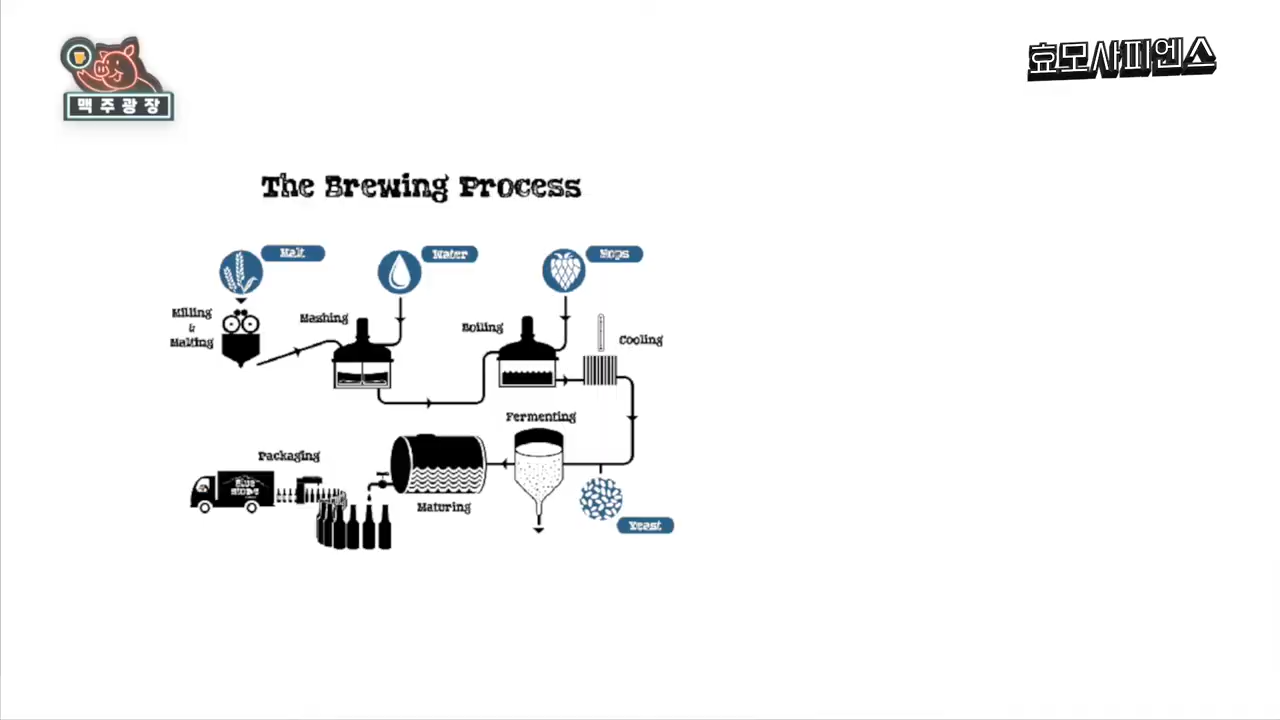 맥주광장
효모사피엔스
The Brewing Process
Malt
Water
Hops
Milling
&
Malting
Mashing
Boiling
Cooling
Fermenting
Packaging
Maturing
Yeast